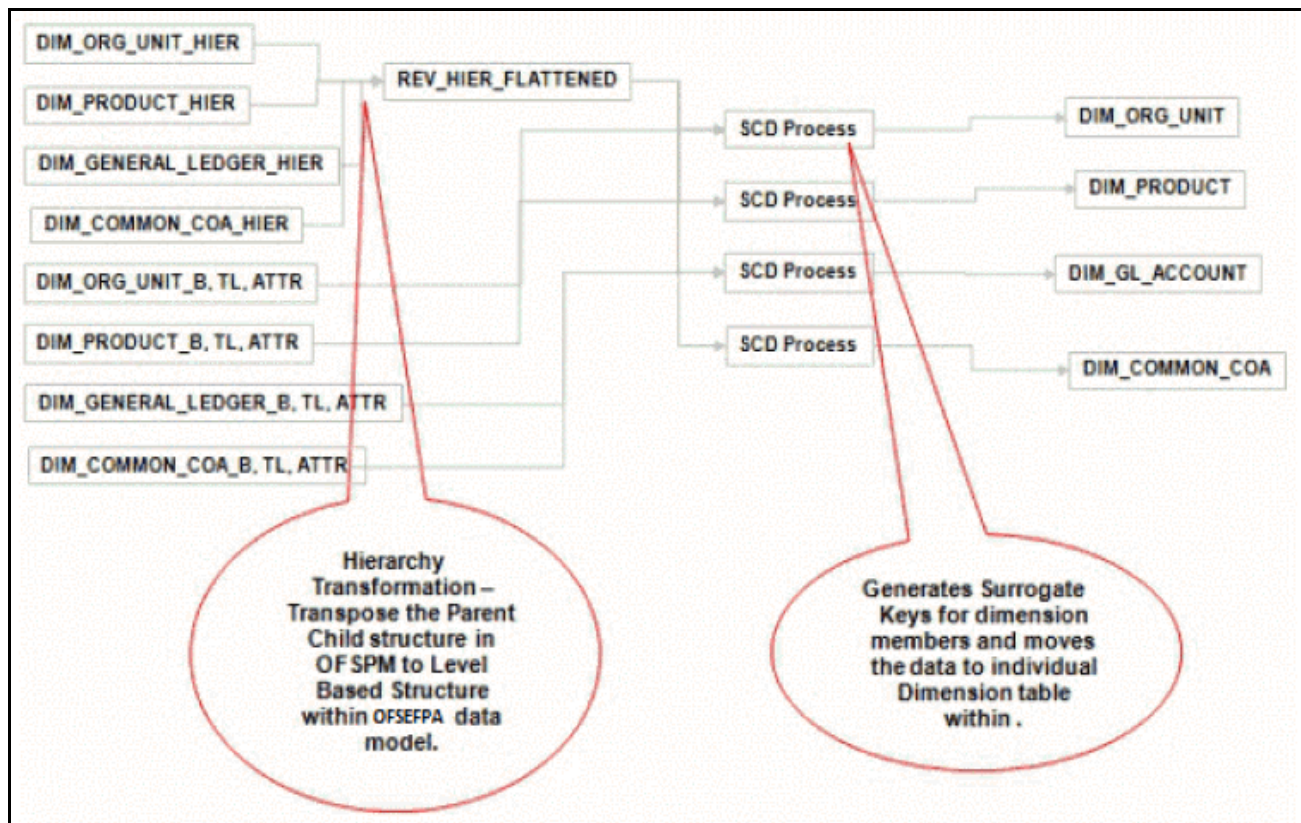 DIM_ORG_UNIT_HIER
DIM_PRODUCT_HIER
DIM_GENERAL_LEDGER_HIER
DIM_COMMON_COA_HIER
DIM_ORG_UNIT_B, TL, ATTR
DIM_PRODUCT_B, TL, ATTR
DIM_GENERAL_LEDGER_B, TL, ATTR
DIM_COMMON_COA_B, TL, ATTR
REV_HIER_FLATTENED
SCD Process
SCD Process
SCD Process
SCD Process
DIM_ORG_UNIT
DIM_PRODUCT
DIM_GL_ACCOUNT
DIM_COMMON_COA
Hierarchy
Transformation –
Transpose the Parent
Child structure in
OFSPM to Level
Based Structure
within OFSEFPA data
model.
Generates Surrogate
Keys for dimension
members and moves
the data to individual
Dimension table
within .